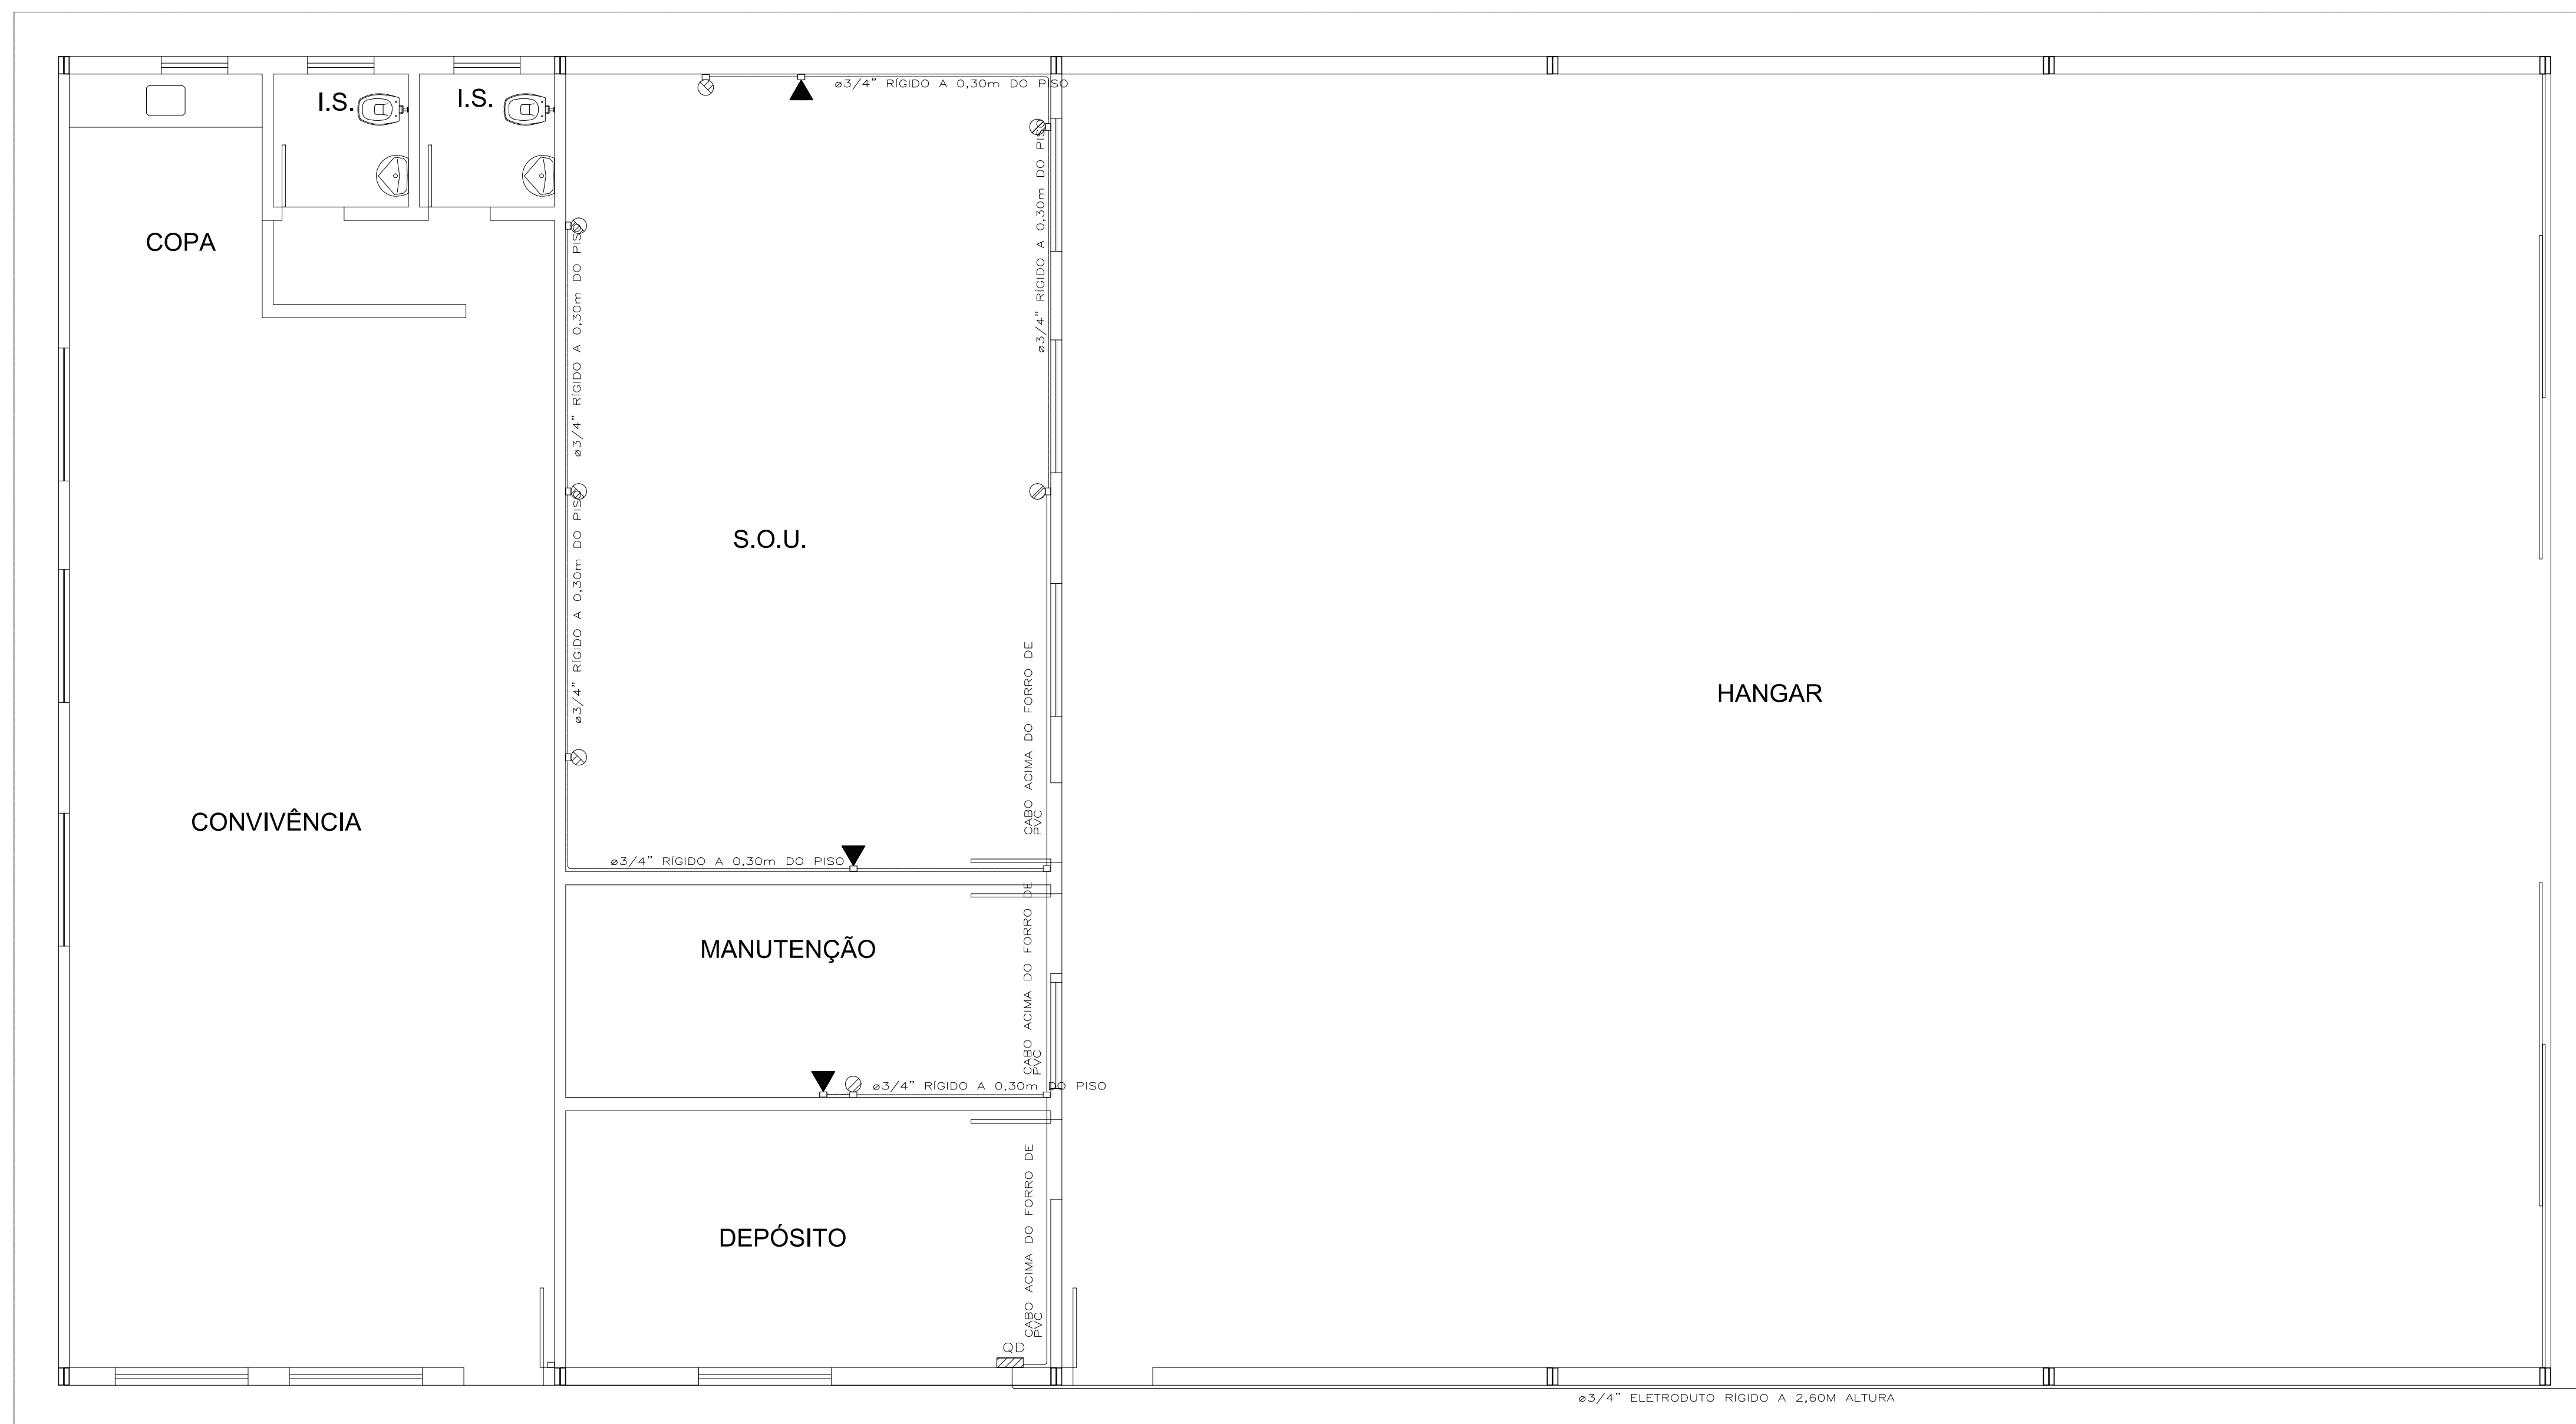 I.S.
I.S.
ø3/4” RÍGIDO A 0,30m DO PISO
COPA
ø3/4” RÍGIDO A 0,30m DO PISO
ø3/4” RÍGIDO A 0,30m DO PISO
S.O.U.
ø3/4” RÍGIDO A 0,30m DO PISO
HANGAR
CABO ACIMA DO FORRO DE
PVC
CONVIVÊNCIA
ø3/4” RÍGIDO A 0,30m DO PISO
MANUTENÇÃO
CABO ACIMA DO FORRO DE
PVC
ø3/4” RÍGIDO A 0,30m DO PISO
DEPÓSITO
CABO ACIMA DO FORRO DE
PVC
QD
ø3/4” ELETRODUTO RÍGIDO A 2,60M ALTURA